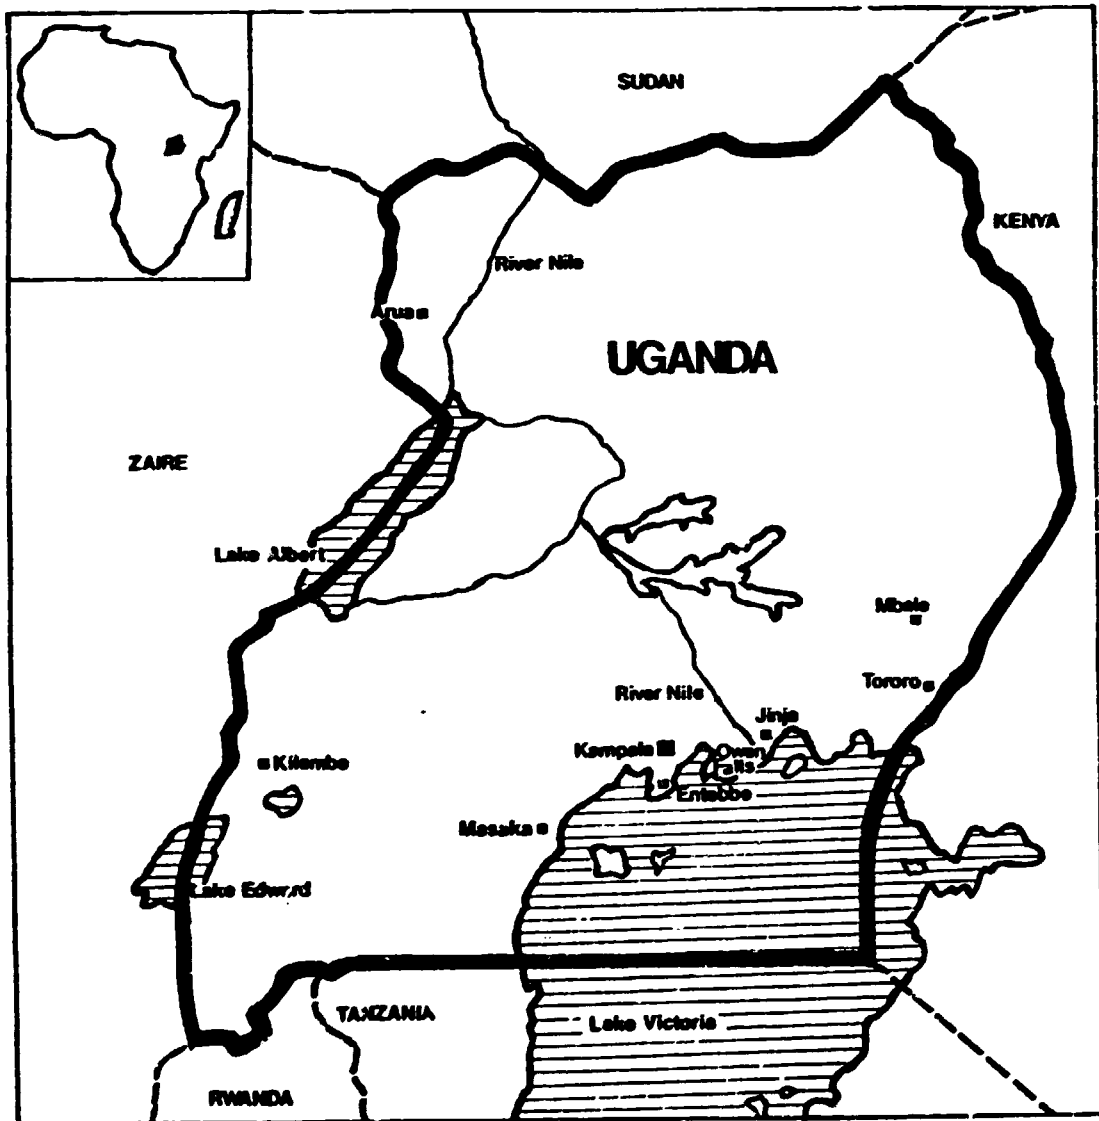 SUDAN
KENYA
River Nile
Arua
UGANDA
ZAIRE
Lake Albert
Mbale
Tororo
River Nile
Jinja
Kampala
Owen
Falls
Kilembe
Entebbe
Masaka
Lake Edward
TANZANIA
Lake Victoria
RWANDA